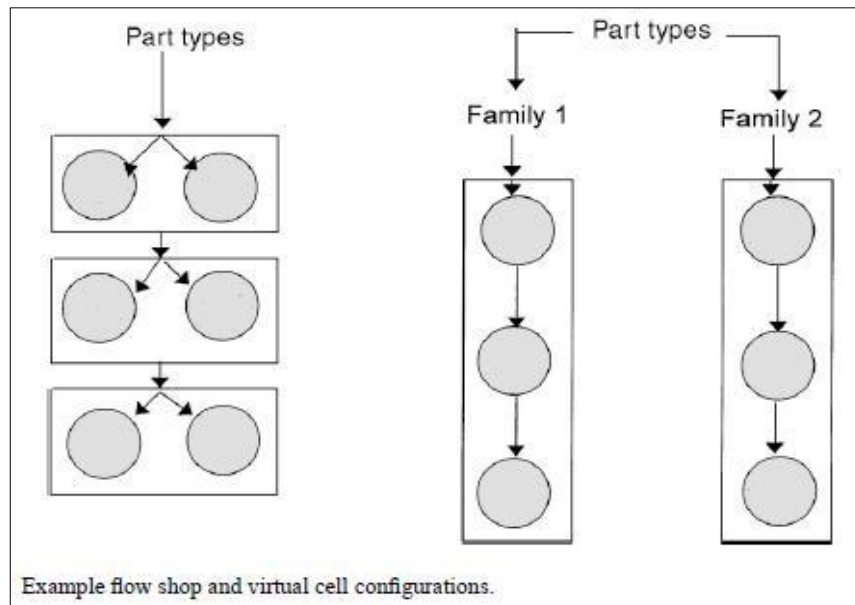 Part types
Part types
Family 1
Family 2
Example flow shop and virtual cell configurations.